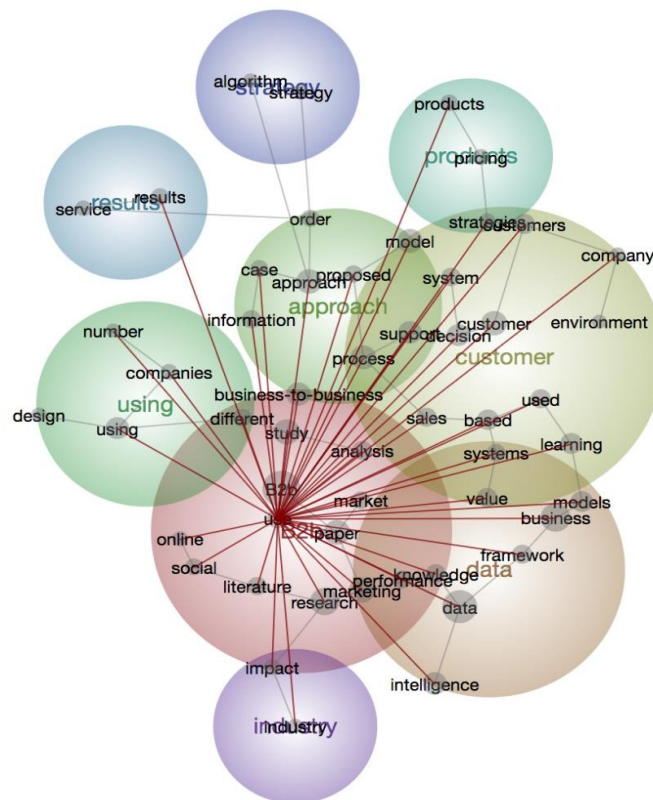 algorithm
strategy
strategy
products
products
pricing
results
results
service
order
strategies
customers
model
company
case
approach
proposed
system
approach
information
support
customer
decision
environment
customer
number
process
companies
using
business-to-business
used
design
using
different
sales
based
study
analysis
systems
learning
B2b
market
value
models
use
B2b
paper
business
online
framework
social
knowledge
data
performance
literature
marketing
research
data
impact
intelligence
industry
industry